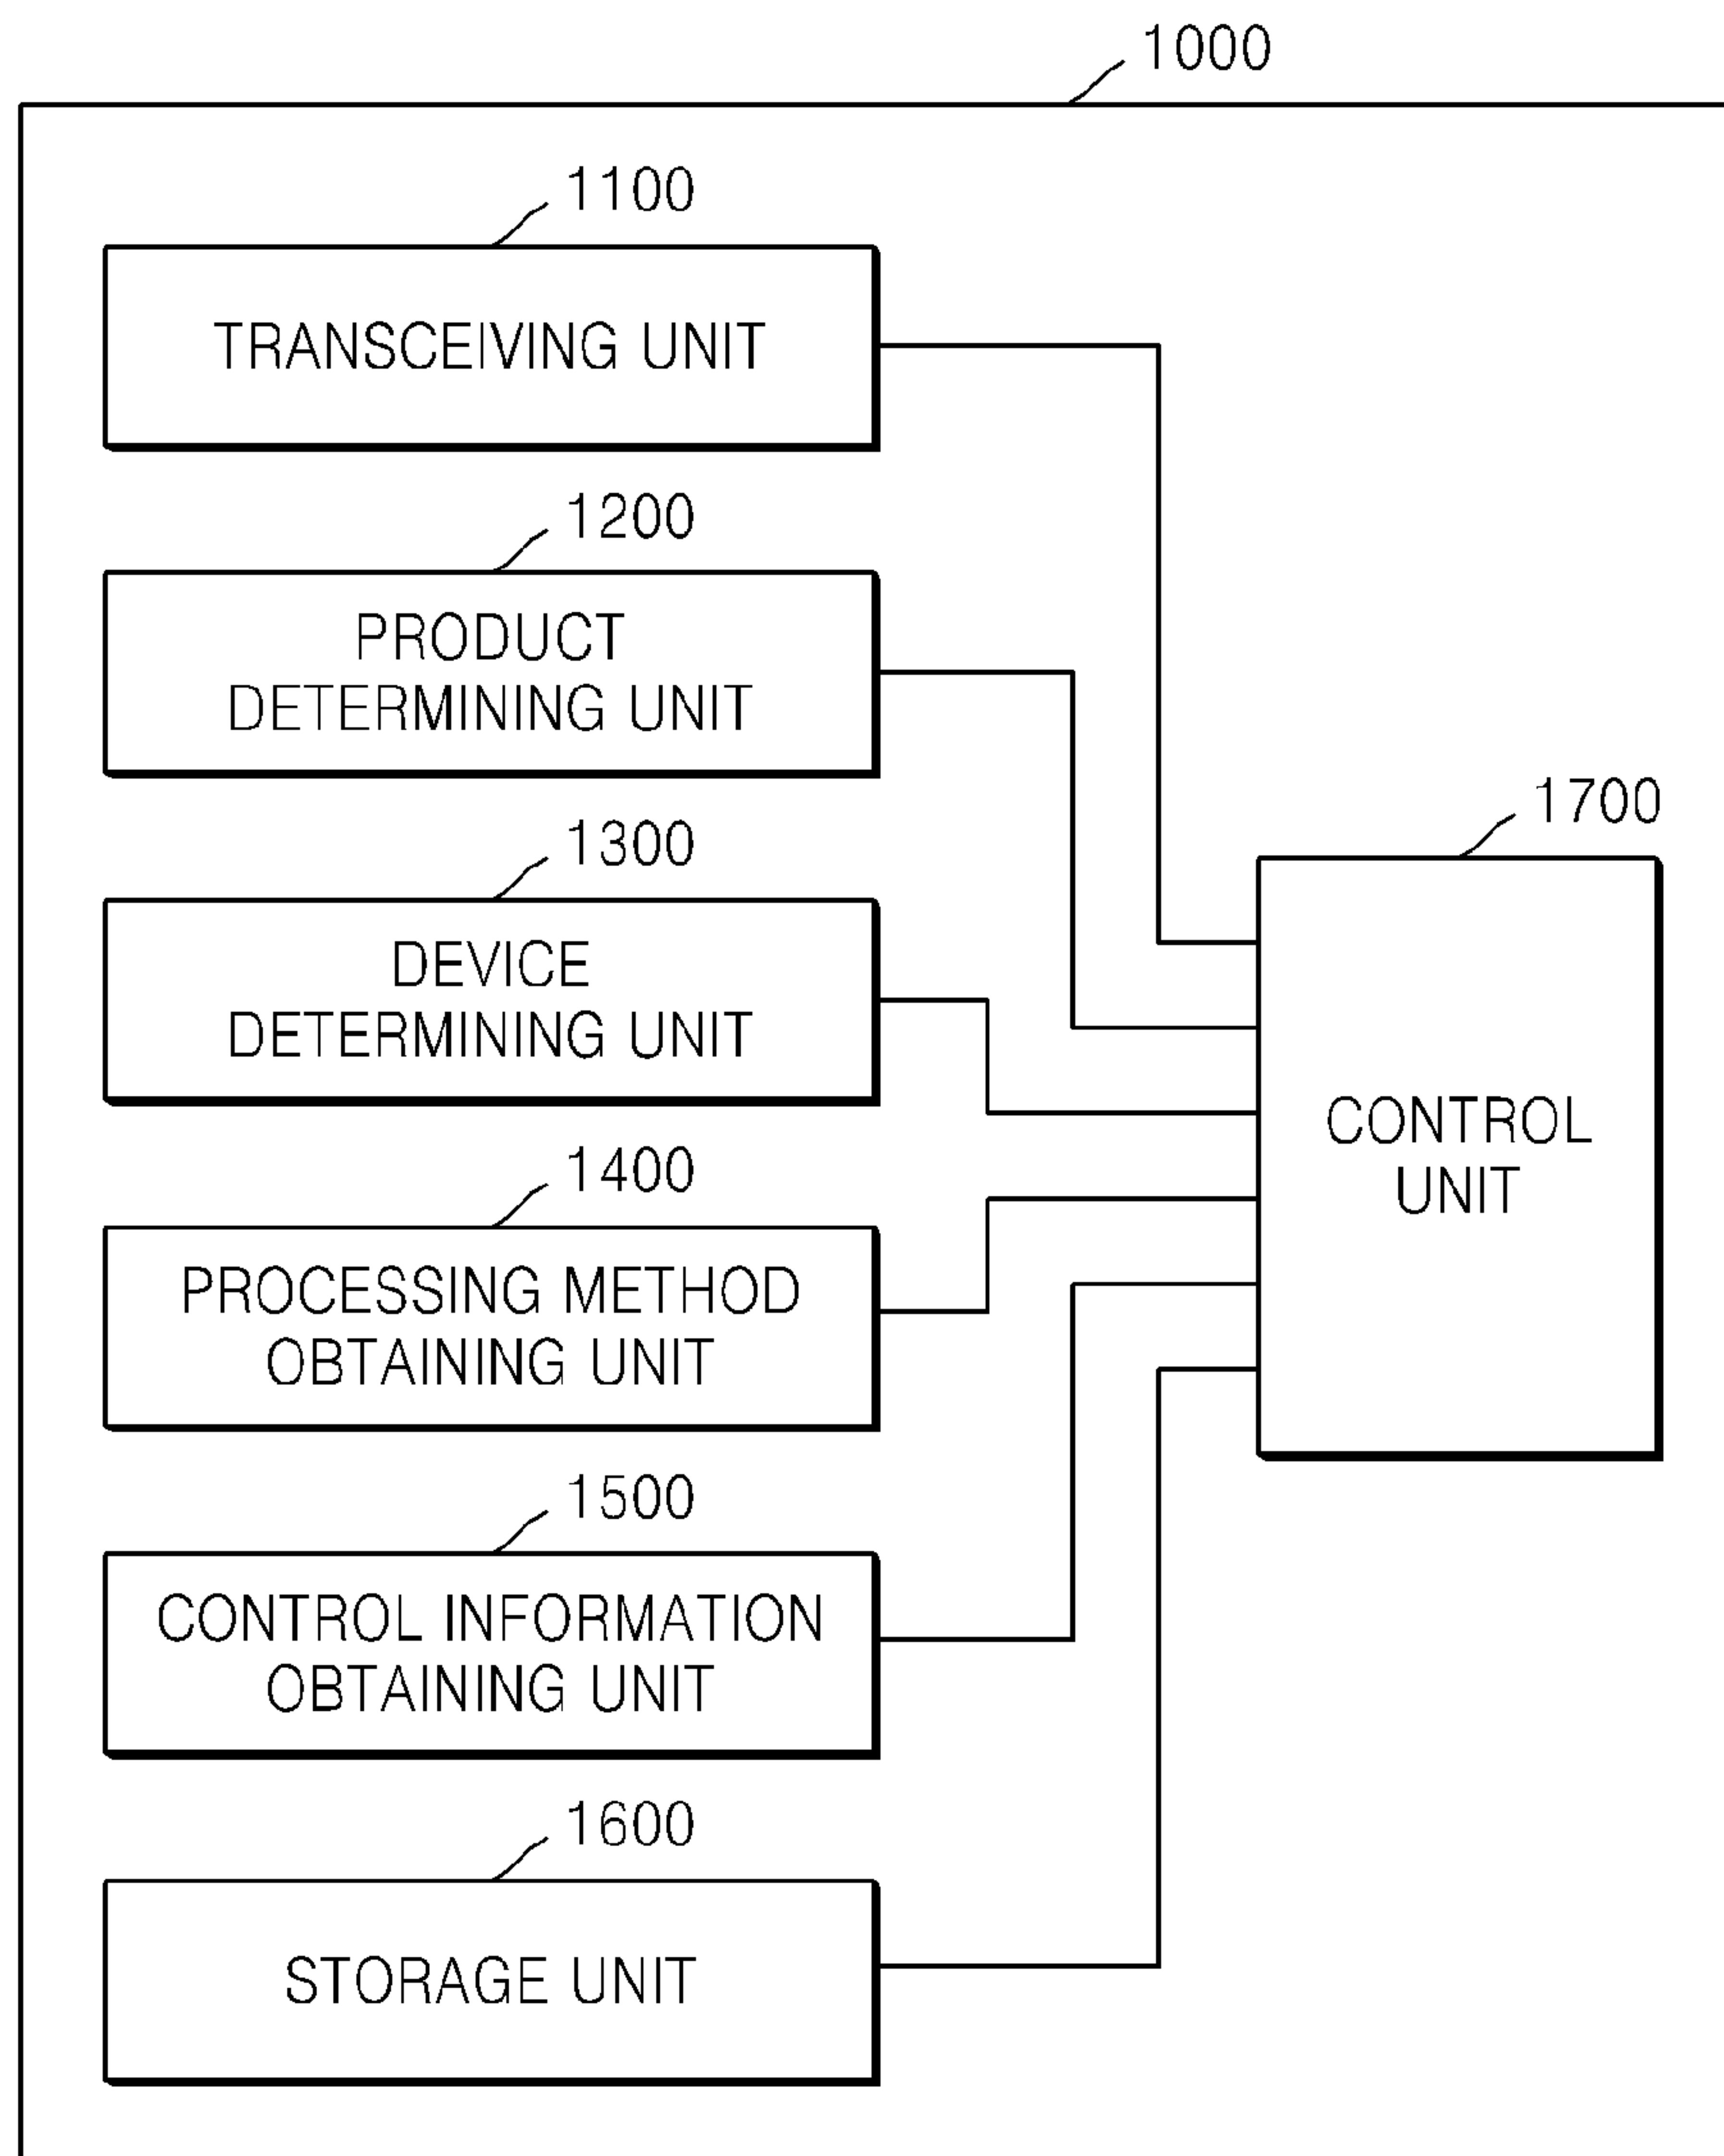 1000
1100
TRANSCEIVING UNIT
1200
PRODUCT
DETERMINING UNIT
1300
DEVICE
DETERMINING UNIT
1400
PROCESSING METHOD
OBTAINING UNIT
1500
CONTROL INFORMATION
OBTAINING UNIT
1600
STORAGE UNIT
1700
CONTROL
UNIT